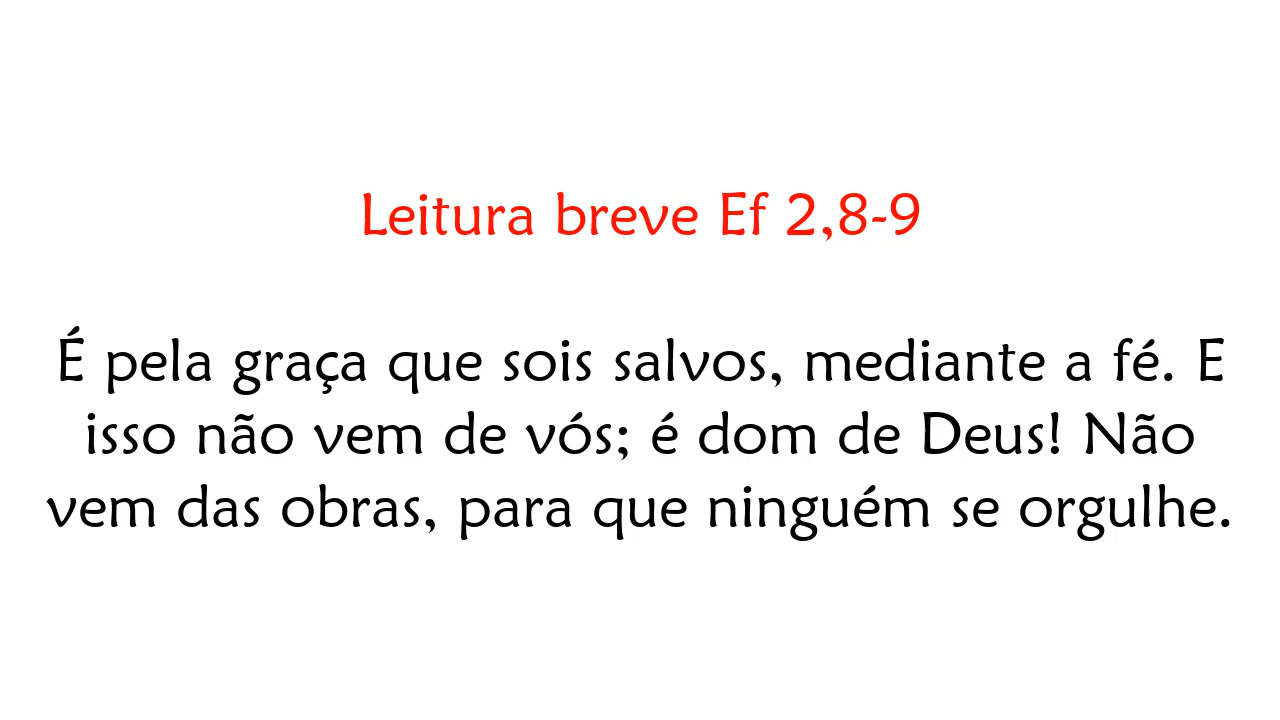 Leitura breve Ef 2,8-9
É pela graça que sois salvos, mediante a fé. E
isso não vem de vós; é dom de Deus! Não
vem das obras, para que ninguém se orgulhe.